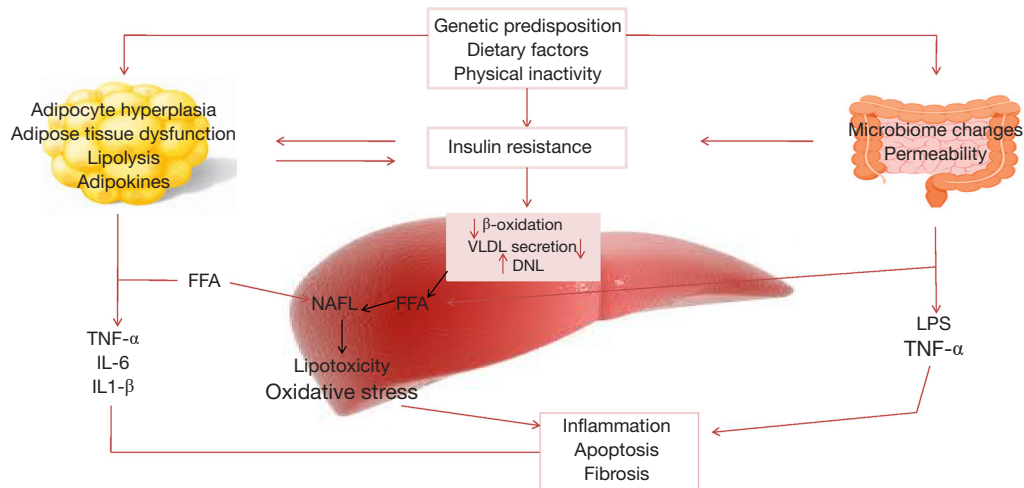 Genetic predisposition
Dietary factors
Physical inactivity
Adipocyte hyperplasia
Adipose tissue dysfunction
Lipolysis
Adipokines
Insulin resistance
Microbiome changes
Permeability
β-oxidation
VLDL secretion
DNL
FFA
NAFL
FFA
Lipotoxicity
Oxidative stress
TNF-α
IL-6
IL1-β
LPS
TNF-α
Inflammation
Apoptosis
Fibrosis